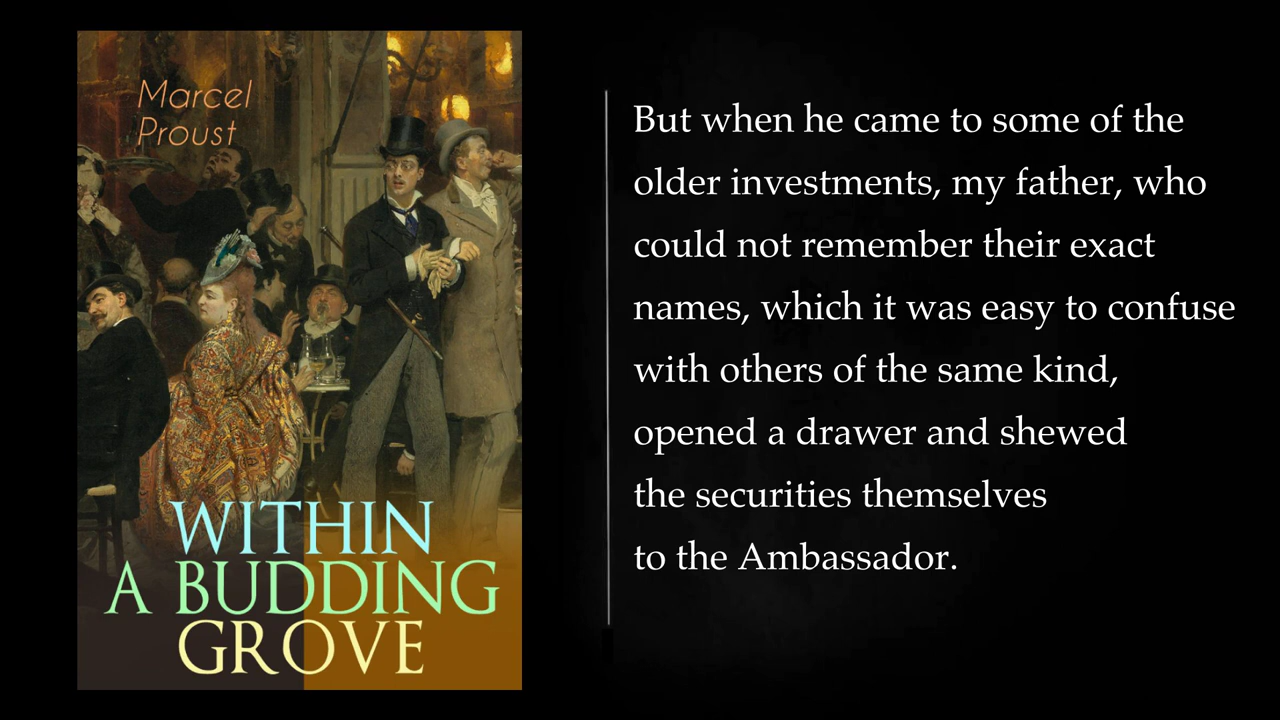 Marcel
Proust
WITHIN
A BUDDING
GROVE
But when he came to some of the
older investments, my father, who
could not remember their exact
names, which it was easy to confuse
with others of the same kind,
opened a drawer and shewed
the securities themselves
to the Ambassador.